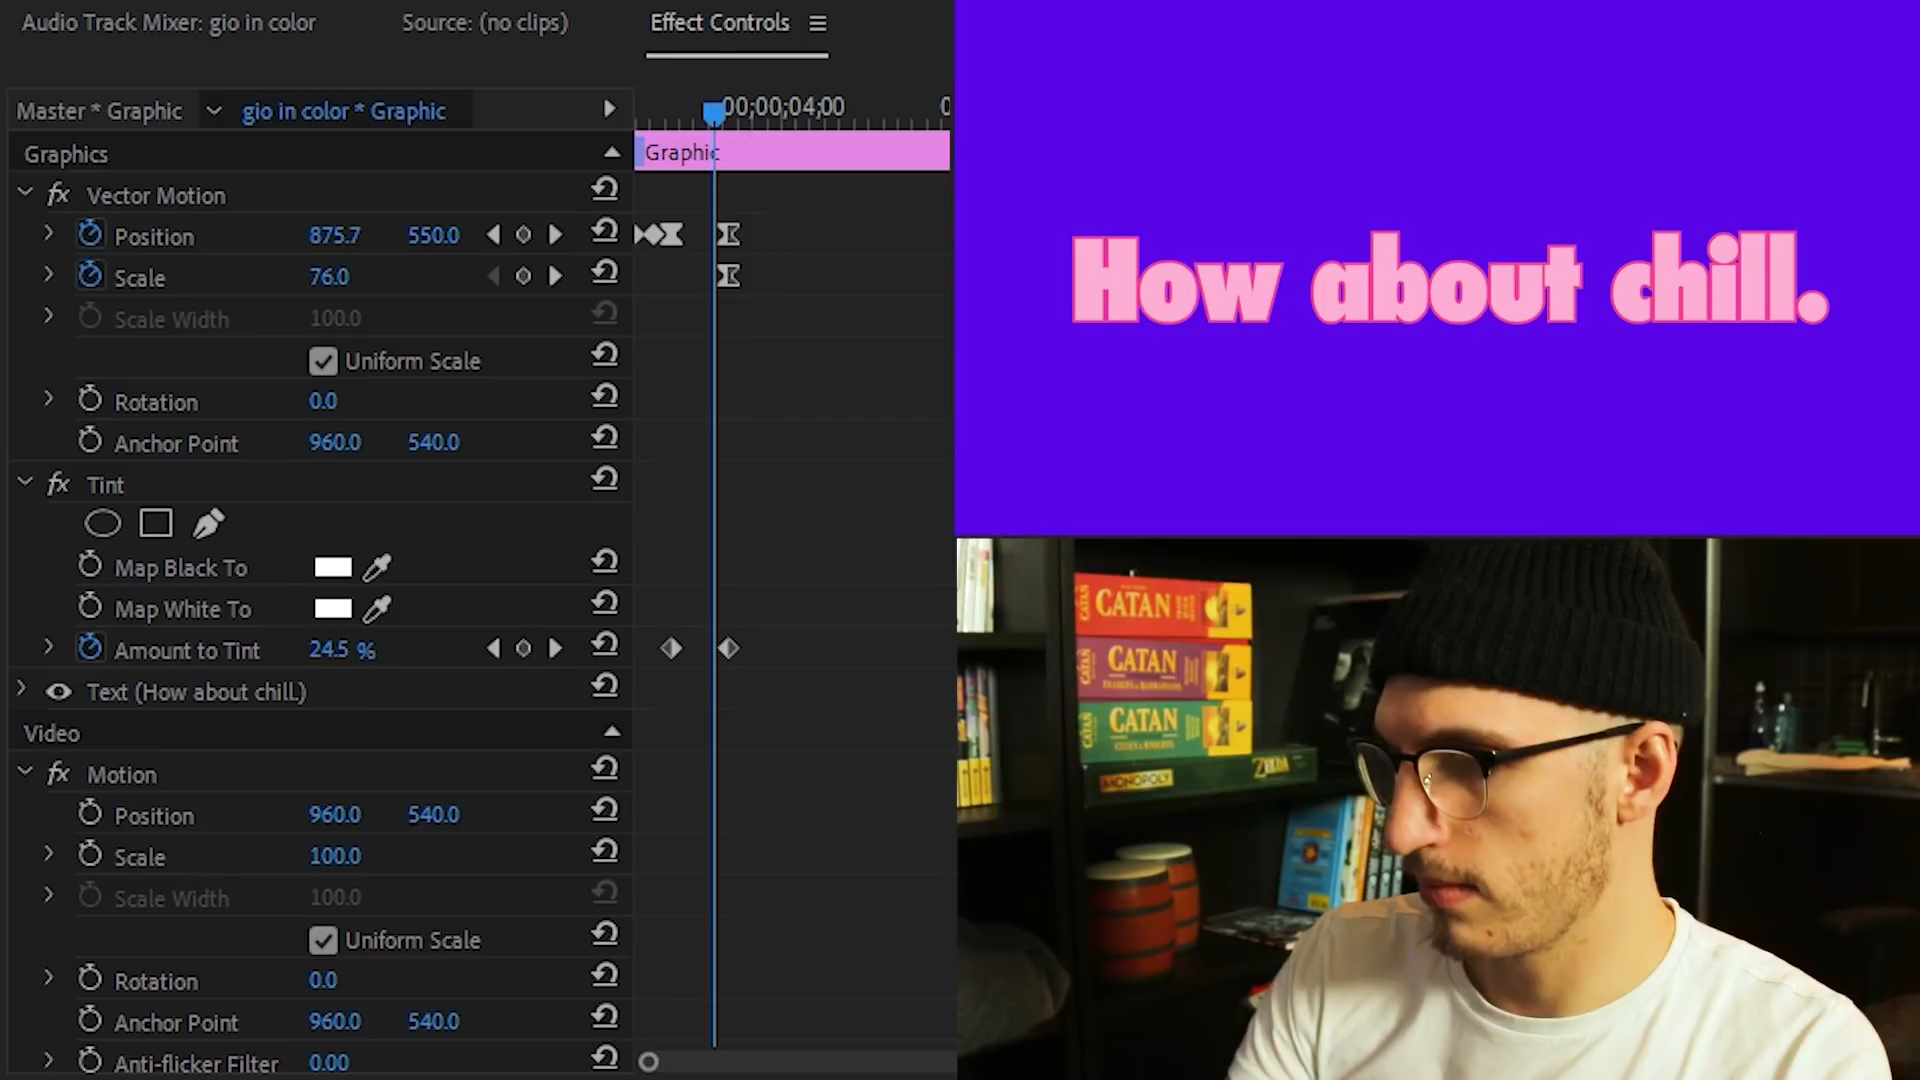 Audio Track Mixer: gio in color Source: (no clips) Effect Controls
Master * Graphic gio in color * Graphic 00;00;04;00 0
Graphics Graphic
fx Vector Motion
Position 875.7 550.0
Scale 76.0
Scale Width 100.0
Uniform Scale
Rotation 0.0
Anchor Point 960.0 540.0
fx Tint
Map Black To
Map White To
Amount to Tint 24.5 %
Text (How about chill.)
Video
fx Motion
Position 960.0 540.0
Scale 100.0
Scale Width 100.0
Uniform Scale
Rotation 0.0
Anchor Point 960.0 540.0
Anti-flicker Filter 0.00
How about chill.
CATAN
CATAN
CATAN
ZELDA
MONOPOLY